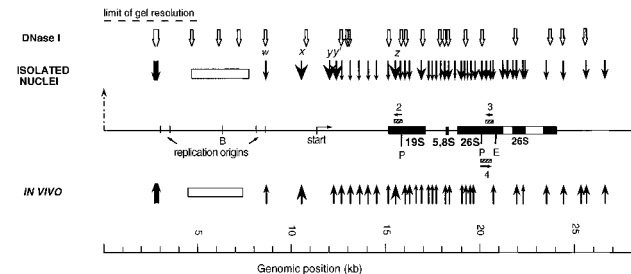 limit of gel resolution
DNase I
w x y y' z
ISOLATED NUCLEI
2 3
B start 19S 5,8S 26S 26S
replication origins P P E
4
IN VIVO
5 10 15 20 25
Genomic position (kb)